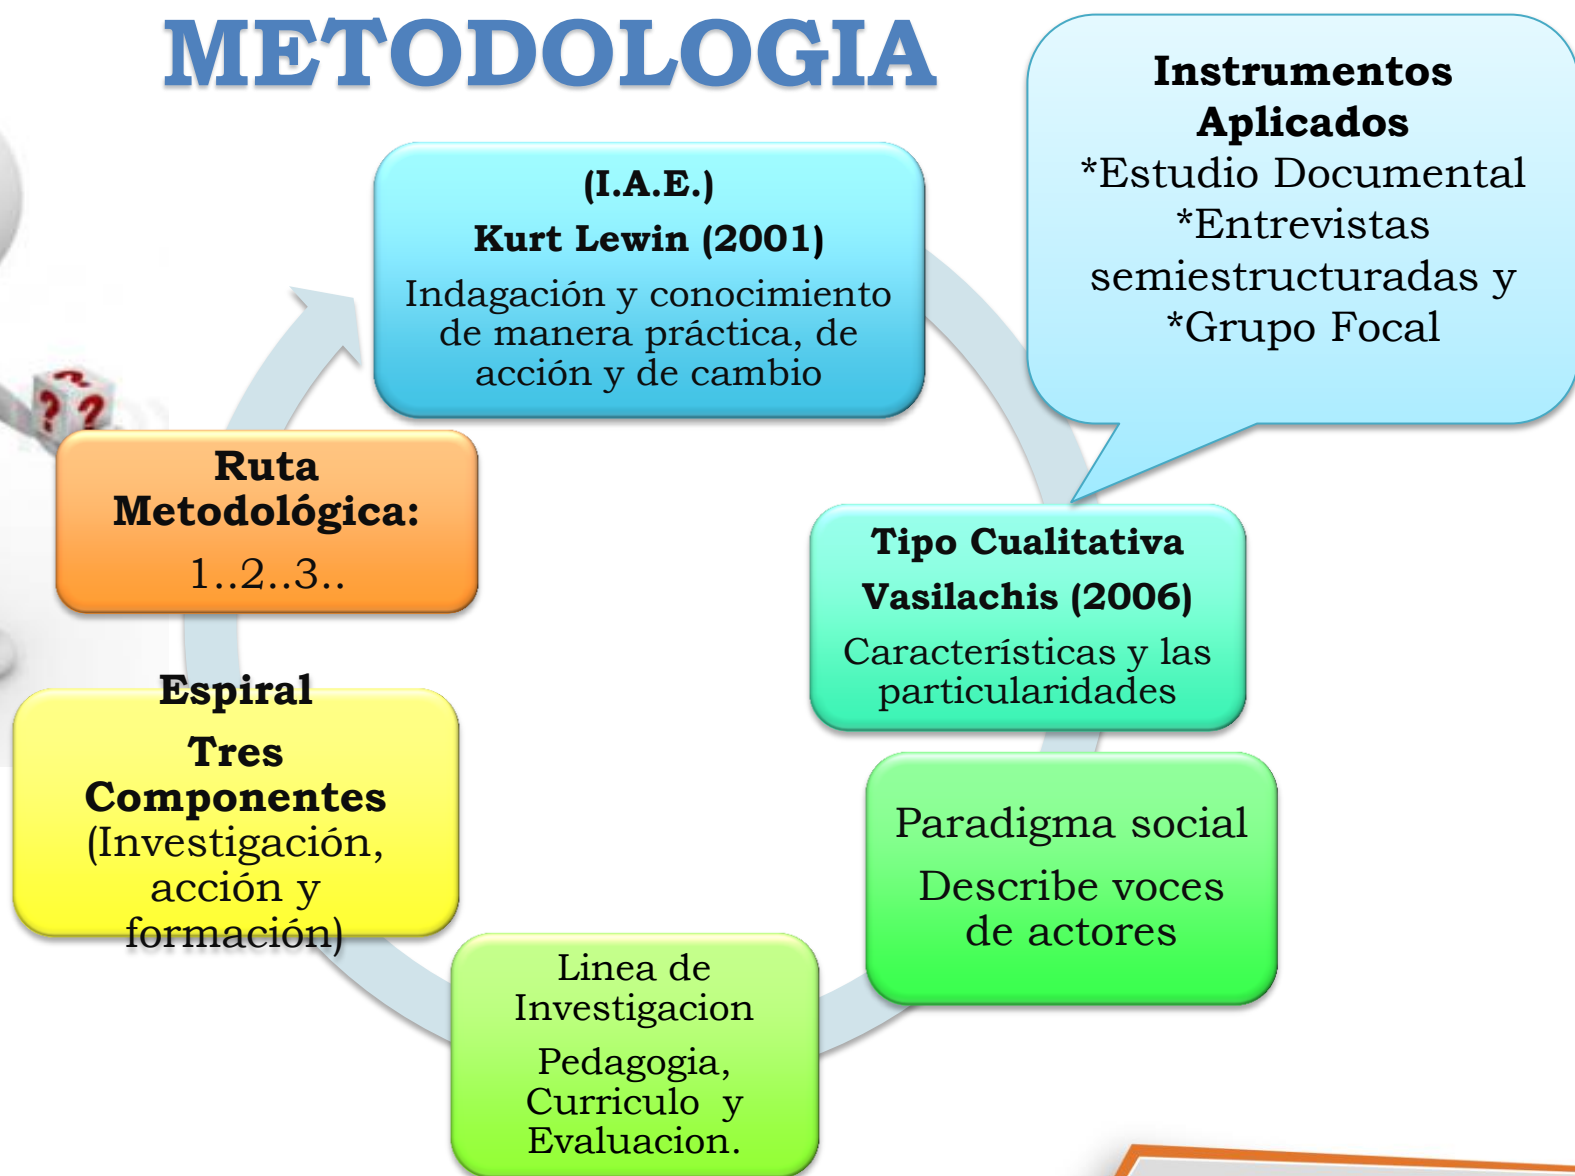 METODOLOGIA
Instrumentos
Aplicados
*Estudio Documental
*Entrevistas
semiestructuradas y
*Grupo Focal
(I.A.E.)
Kurt Lewin (2001)
Indagación y conocimiento
de manera práctica, de
acción y de cambio
Tipo Cualitativa
Vasilachis (2006)
Características y las
particularidades
Paradigma social
Describe voces
de actores
Linea de
Investigacion
Pedagogia,
Curriculo y
Evaluacion.
Espiral
Tres
Componentes
(Investigación,
acción y
formación)
Ruta
Metodológica:
1..2..3..
? ?